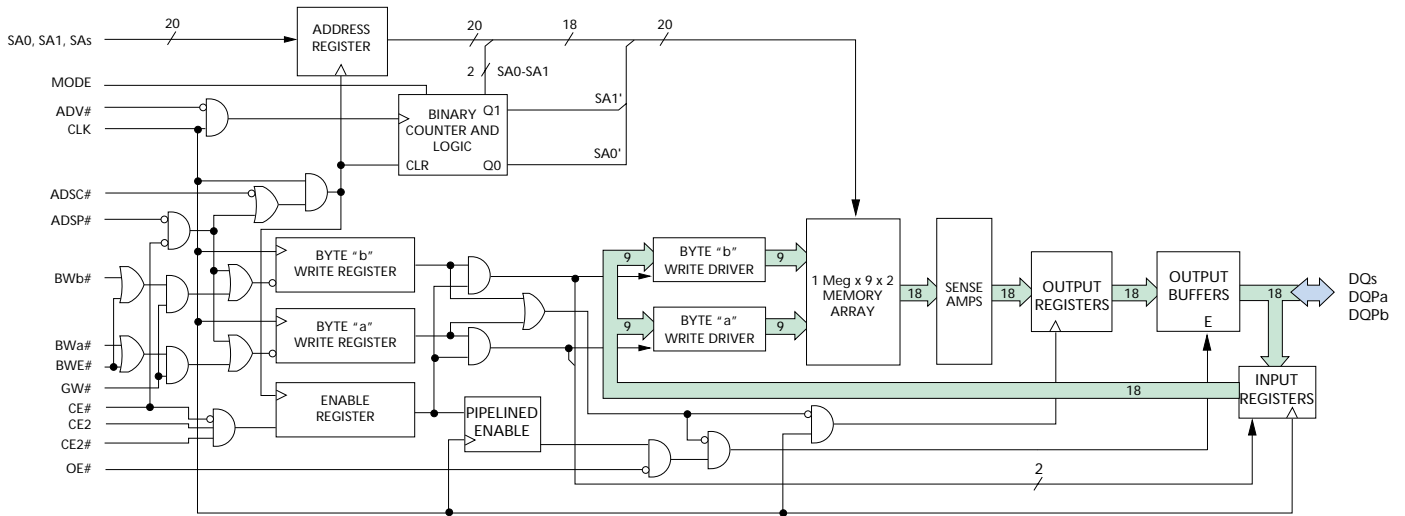 SA0, SA1, SAs
20
ADDRESS
REGISTER
20
18
20
2
SA0-SA1
MODE
ADV#
CLK
BINARY
COUNTER AND
LOGIC
Q1
CLR
Q0
SA1'
SA0'
ADSC#
ADSP#
BWb#
BYTE "b"
WRITE REGISTER
BWa#
BWE#
GW#
BYTE "a"
WRITE REGISTER
CE#
CE2
CE2#
ENABLE
REGISTER
PIPELINED
ENABLE
OE#
9
BYTE "b"
WRITE DRIVER
9
9
BYTE "a"
WRITE DRIVER
9
1 Meg x 9 x 2
MEMORY
ARRAY
18
SENSE
AMPS
18
OUTPUT
REGISTERS
18
OUTPUT
BUFFERS
E
18
DQs
DQPa
DQPb
18
INPUT
REGISTERS
2